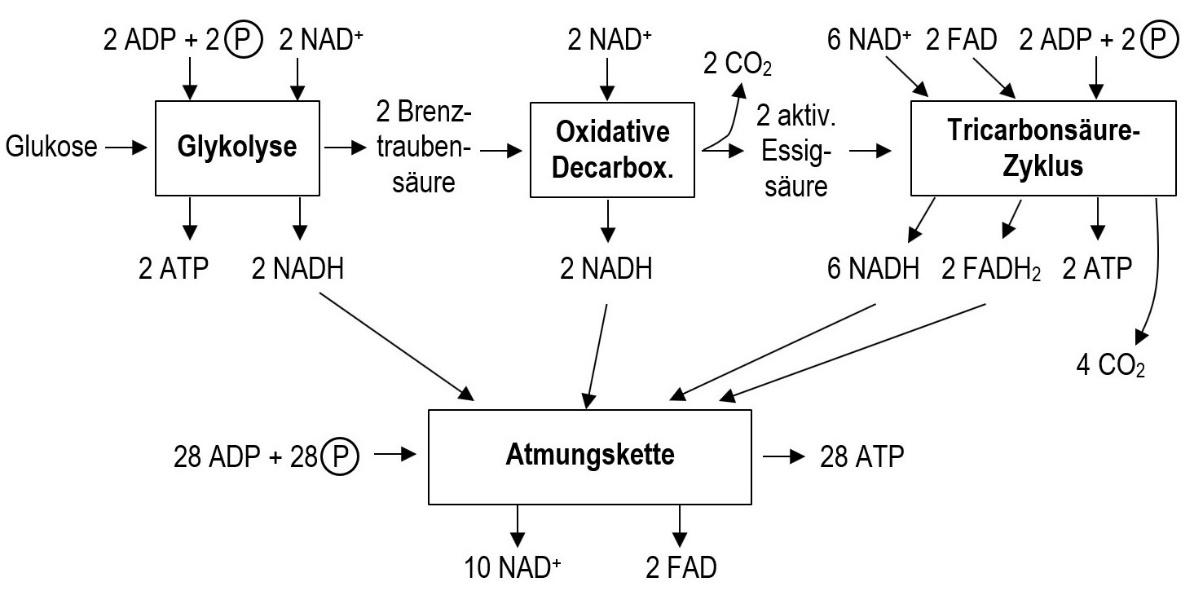 2 ADP + 2 P 2 NAD⁺
2 NAD⁺
6 NAD⁺ 2 FAD 2 ADP + 2 P
2 CO₂
Glukose
Glykolyse
2 Brenz-
trauben-
säure
Oxidative
Decarbox.
2 aktiv.
Essig-
säure
Tricarbonsäure-
Zyklus
2 ATP 2 NADH
2 NADH
6 NADH 2 FADH₂ 2 ATP
4 CO₂
28 ADP + 28 P
Atmungskette
28 ATP
10 NAD⁺ 2 FAD